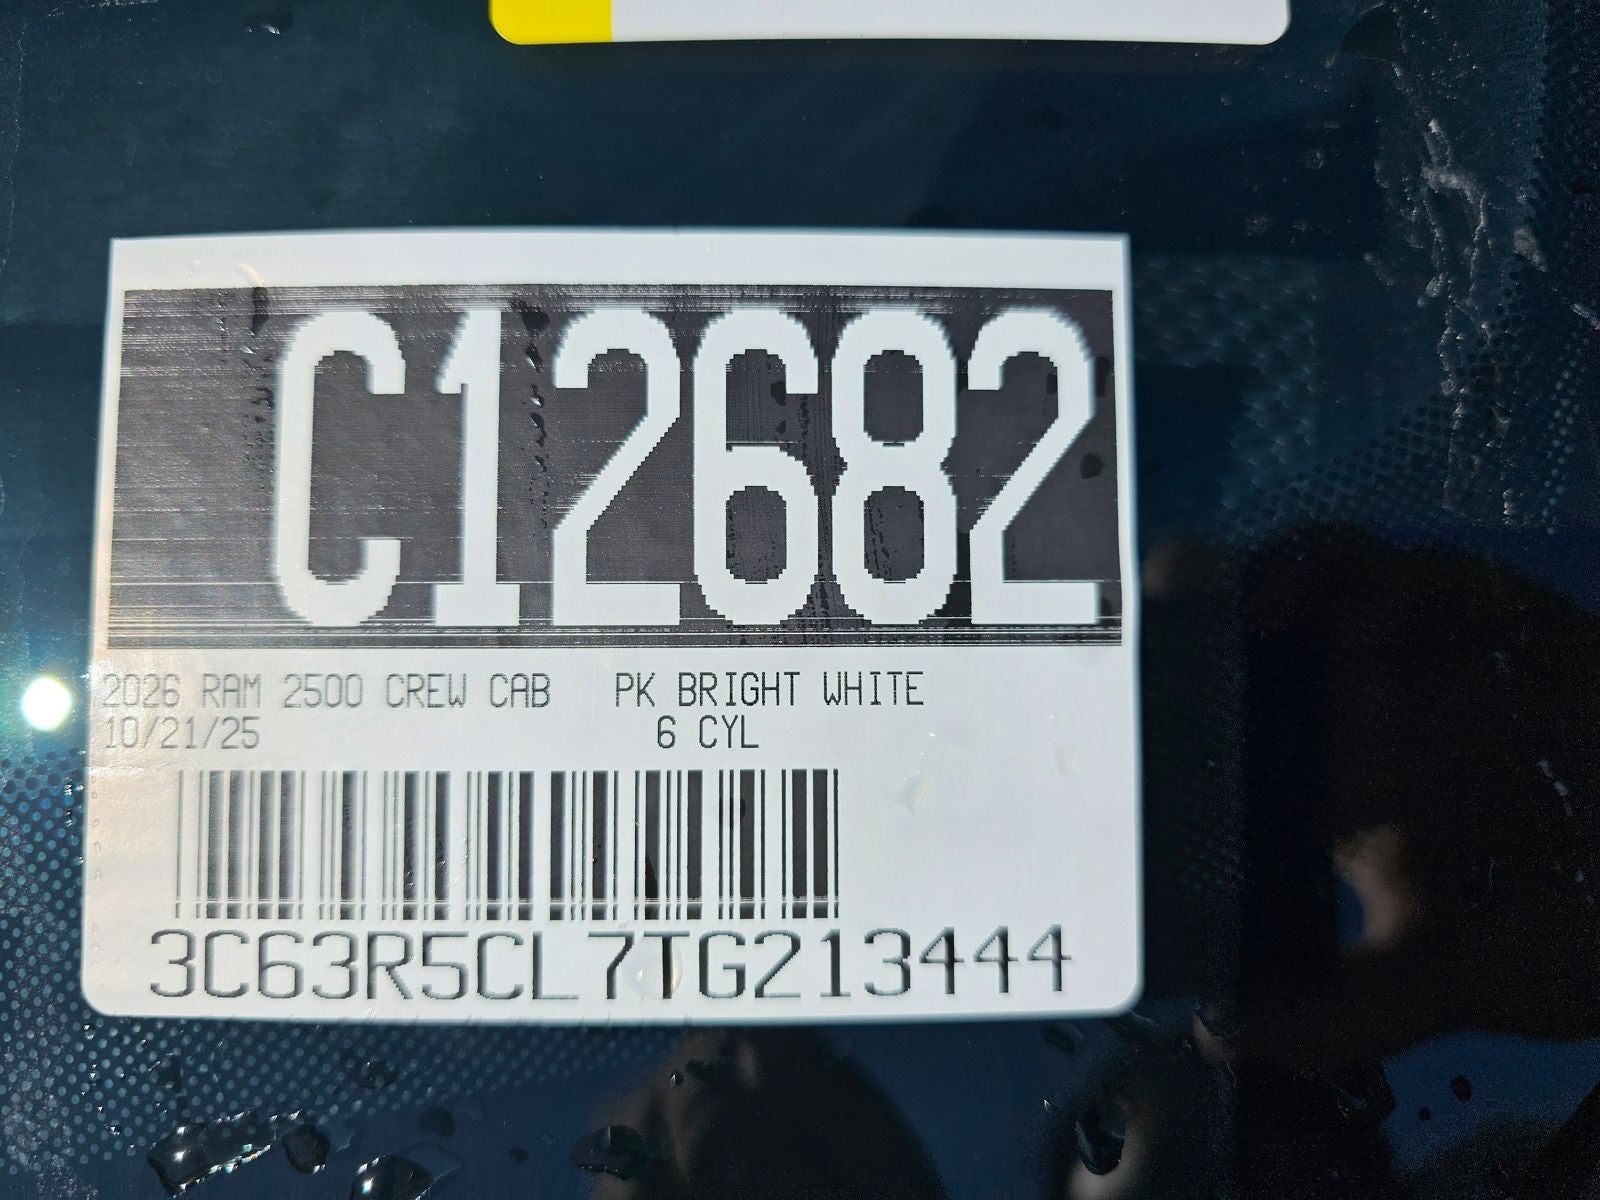 C12682
2026 RAM 2500 CREW CAB PK BRIGHT WHITE
10/21/25 6 CYL
3C63R5CL7TG213444